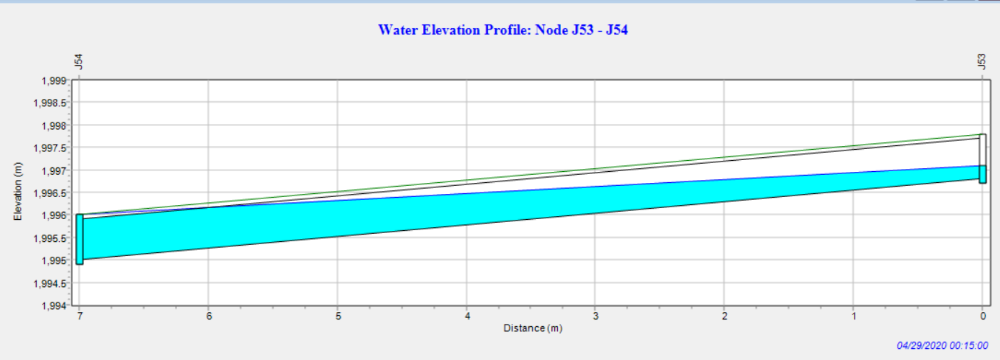 Water Elevation Profile: Node J53 - J54
J54
J53
1,999
1,998.5
1,998
1,997.5
1,997
1,996.5
1,996
1,995.5
1,995
1,994.5
1,994
Elevation (m)
7 6 5 4 3 2 1 0
Distance (m)
04/29/2020 00:15:00